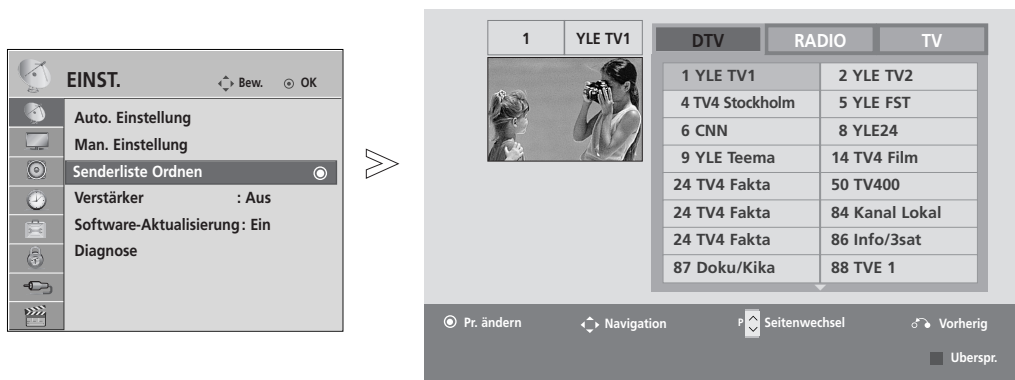 EINST.
Bew.
OK
Auto. Einstellung
Man. Einstellung
Senderliste Ordnen
Verstärker : Aus
Software-Aktualisierung: Ein
Diagnose
1 YLE TV1
DTV RADIO TV
1 YLE TV1 2 YLE TV2
4 TV4 Stockholm 5 YLE FST
6 CNN 8 YLE24
9 YLE Teema 14 TV4 Film
24 TV4 Fakta 50 TV400
24 TV4 Fakta 84 Kanal Lokal
24 TV4 Fakta 86 Info/3sat
87 Doku/Kika 88 TVE 1
Pr. ändern Navigation P Seitenwechsel Vorherig
Uberspr.